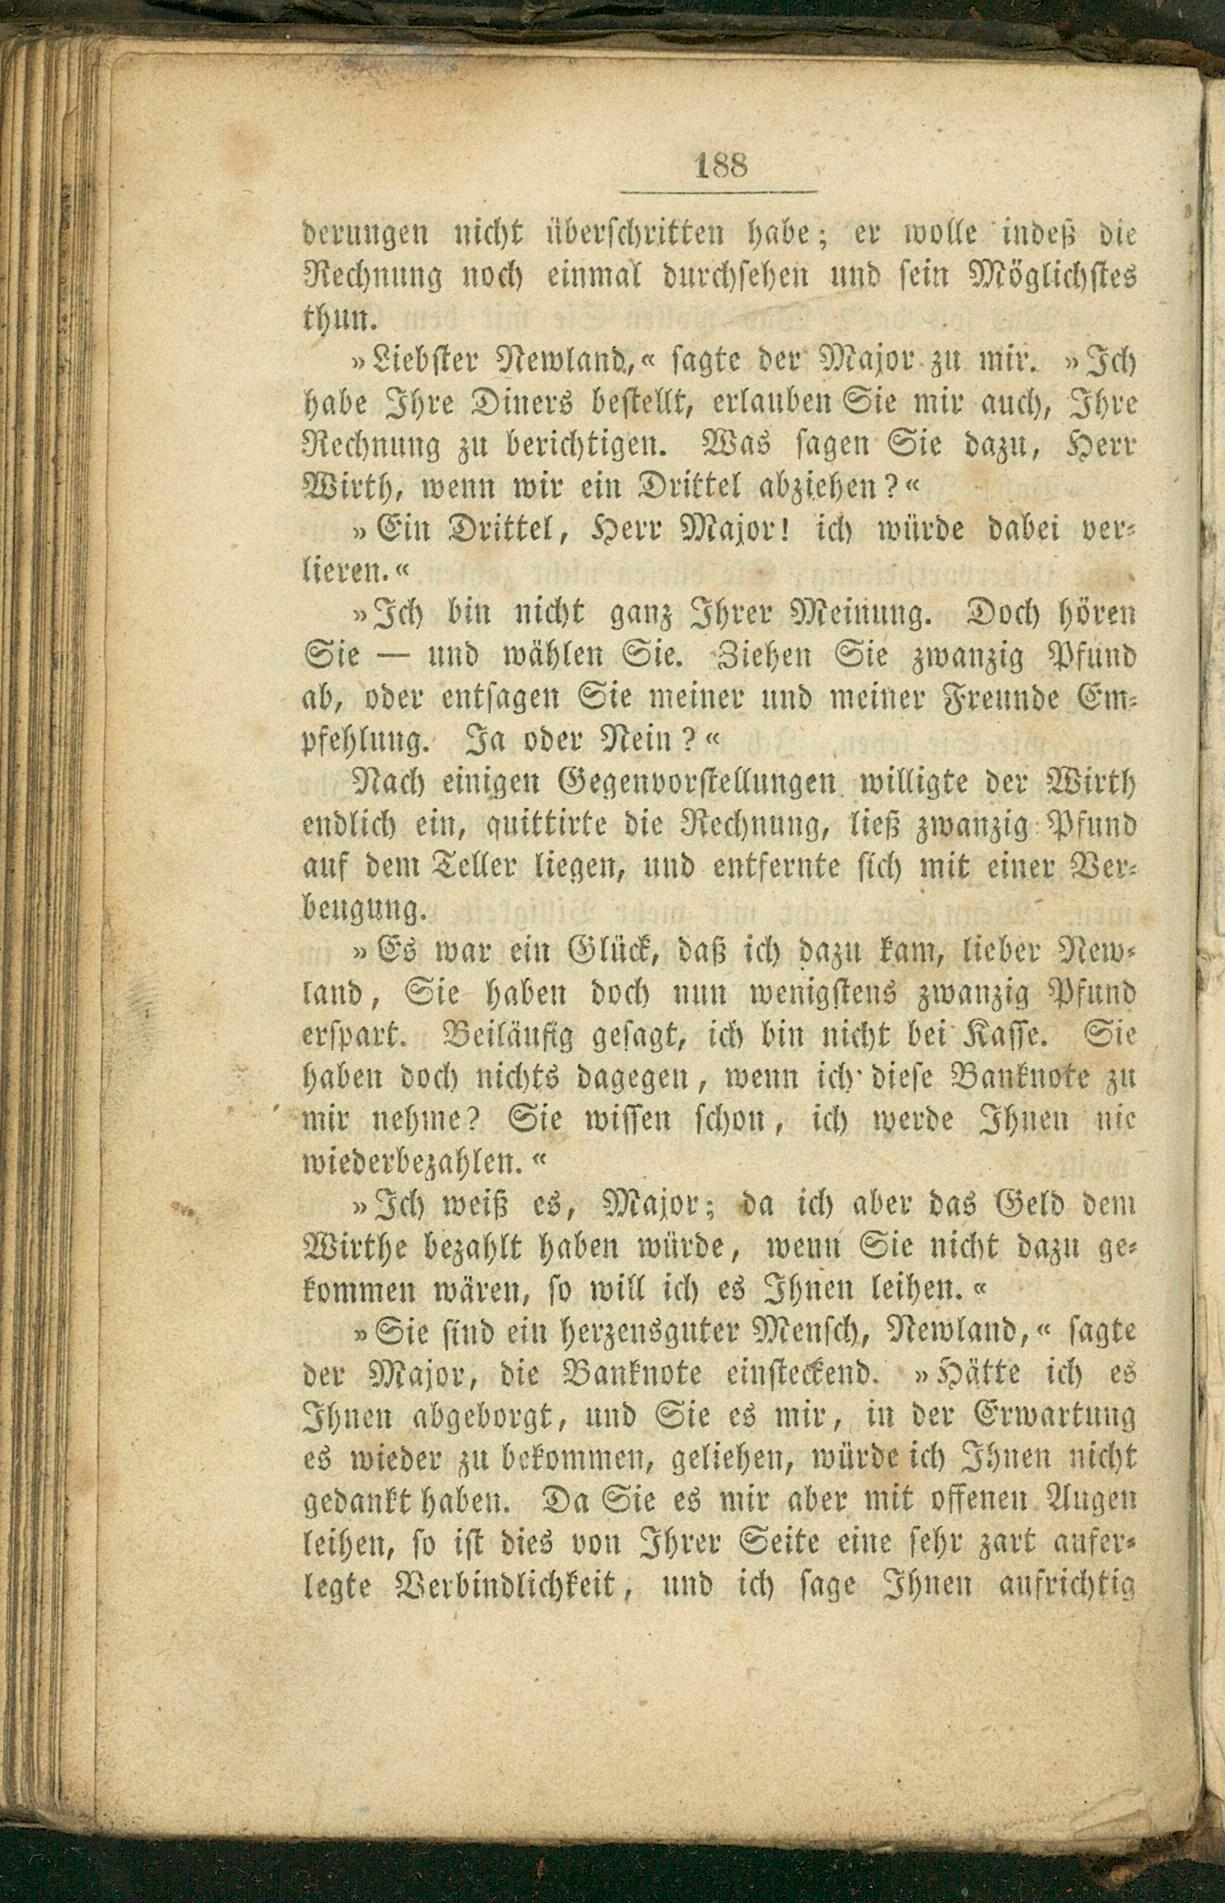 188
derungen nicht überschritten habe; er wolle indeß die
Rechnung noch einmal durchsehen und sein Möglichstes
thun.
»Liebster Newland,« sagte der Major zu mir. »Ich
habe Ihre Diners bestellt, erlauben Sie mir auch, Ihre
Rechnung zu berichtigen. Was sagen Sie dazu, Herr
Wirth, wenn wir ein Drittel abziehen?«
»Ein Drittel, Herr Major! ich würde dabei ver-
lieren.«
»Ich bin nicht ganz Ihrer Meinung. Doch hören
Sie — und wählen Sie. Ziehen Sie zwanzig Pfund
ab, oder entsagen Sie meiner und meiner Freunde Em-
pfehlung. Ja oder Nein?«
Nach einigen Gegenvorstellungen willigte der Wirth
endlich ein, quittirte die Rechnung, ließ zwanzig Pfund
auf dem Teller liegen, und entfernte sich mit einer Ver-
beugung.
»Es war ein Glück, daß ich dazu kam, lieber New-
land, Sie haben doch nun wenigstens zwanzig Pfund
erspart. Beiläufig gesagt, ich bin nicht bei Kasse. Sie
haben doch nichts dagegen, wenn ich diese Banknote zu
mir nehme? Sie wissen schon, ich werde Ihnen nie
wiederbezahlen.«
»Ich weiß es, Major; da ich aber das Geld dem
Wirthe bezahlt haben würde, wenn Sie nicht dazu ge-
kommen wären, so will ich es Ihnen leihen.«
»Sie sind ein herzensguter Mensch, Newland,« sagte
der Major, die Banknote einsteckend. »Hätte ich es
Ihnen abgeborgt, und Sie es mir, in der Erwartung
es wieder zu bekommen, geliehen, würde ich Ihnen nicht
gedankt haben. Da Sie es mir aber mit offenen Augen
leihen, so ist dies von Ihrer Seite eine sehr zart aufer-
legte Verbindlichkeit, und ich sage Ihnen aufrichtig